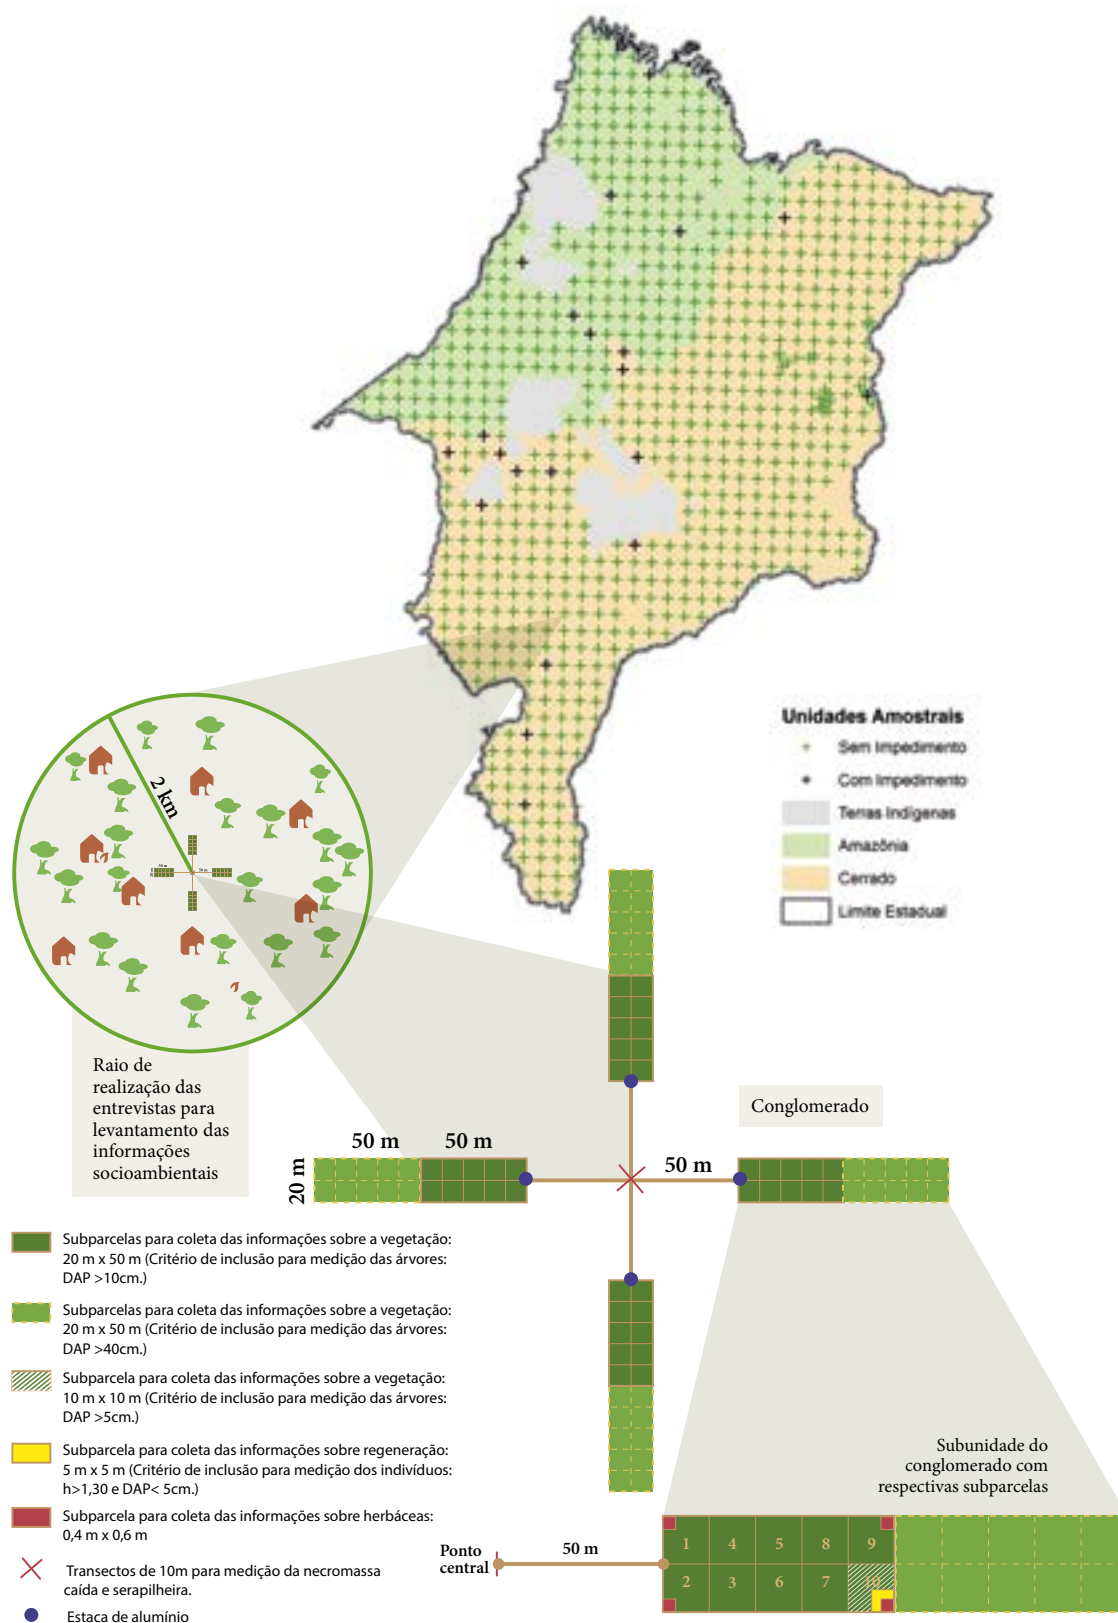 Unidades Amostrais
Sem Impedimento
Com Impedimento
Terras Indígenas
Amazônia
Cerrado
Limite Estadual
2 km
50 m
Raio de
realização das
entrevistas para
levantamento das
informações
socioambientais
Conglomerado
50 m
50 m
50 m
20 m
Subparcelas para coleta das informações sobre a vegetação:
20 m x 50 m (Critério de inclusão para medição das árvores:
DAP >10cm.)
Subparcelas para coleta das informações sobre a vegetação:
20 m x 50 m (Critério de inclusão para medição das árvores:
DAP >40cm.)
Subparcela para coleta das informações sobre a vegetação:
10 m x 10 m (Critério de inclusão para medição das árvores:
DAP >5cm.)
Subparcela para coleta das informações sobre regeneração:
5 m x 5 m (Critério de inclusão para medição dos indivíduos:
h>1,30 e DAP< 5cm.)
Subparcela para coleta das informações sobre herbáceas:
0,4 m x 0,6 m
Transectos de 10m para medição da necromassa
caída e serapilheira.
Estaca de alumínio
Subunidade do
conglomerado com
respectivas subparcelas
Ponto
central
50 m
1 4 5 8 9
2 3 6 7 10